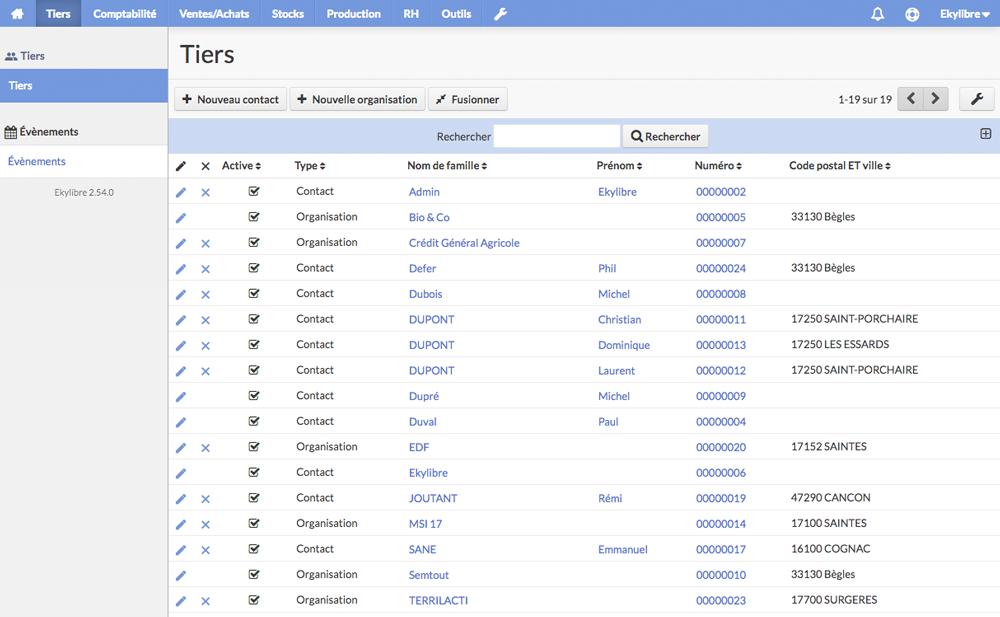 Tiers Comptabilité Ventes/Achats Stocks Production RH Outils Ekylibre
Tiers
Tiers
Évènements
Évènements
Ekylibre 2.54.0
Tiers
Nouveau contact Nouvelle organisation Fusionner 1-19 sur 19
Rechercher Rechercher
Active Type Nom de famille Prénom Numéro Code postal ET ville
Contact Admin Ekylibre 00000002
Organisation Bio & Co 00000005 33130 Bègles
Organisation Crédit Général Agricole 00000007
Contact Defer Phil 00000024 33130 Bègles
Contact Dubois Michel 00000008
Contact DUPONT Christian 00000011 17250 SAINT-PORCHAIRE
Contact DUPONT Dominique 00000013 17250 LES ESSARDS
Contact DUPONT Laurent 00000012 17250 SAINT-PORCHAIRE
Contact Dupré Michel 00000009
Contact Duval Paul 00000004
Organisation EDF 00000020 17152 SAINTES
Contact Ekylibre 00000006
Contact JOUTANT Rémi 00000019 47290 CANCON
Organisation MSI 17 00000014 17100 SAINTES
Contact SANE Emmanuel 00000017 16100 COGNAC
Organisation Semtout 00000010 33130 Bègles
Organisation TERRILACTI 00000023 17700 SURGERES